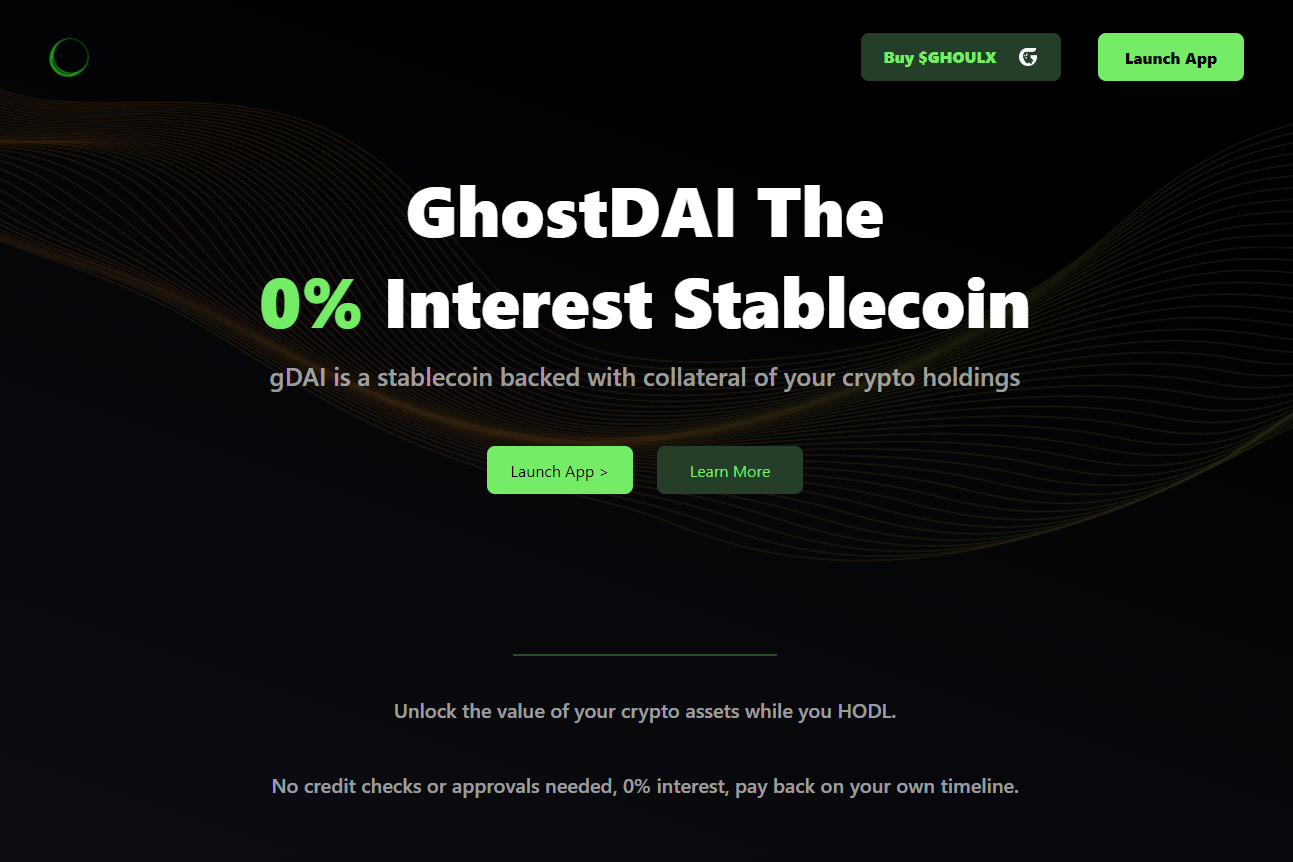 Buy $GHOULX
Launch App
GhostDAI The
0% Interest Stablecoin
gDAI is a stablecoin backed with collateral of your crypto holdings
Launch App >
Learn More
Unlock the value of your crypto assets while you HODL.
No credit checks or approvals needed, 0% interest, pay back on your own timeline.